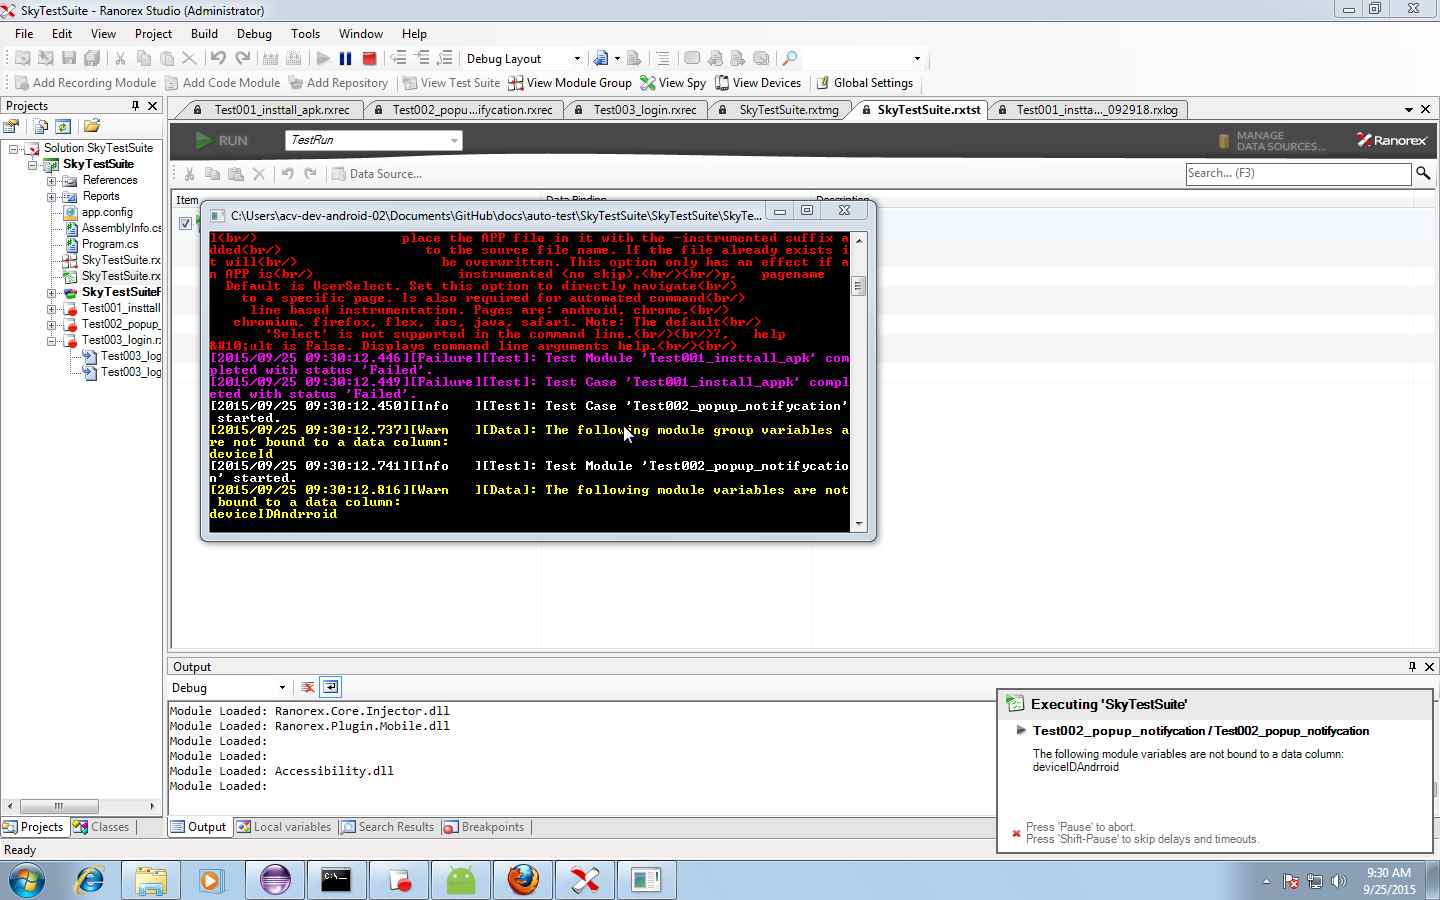 SkyTestSuite - Ranorex Studio (Administrator)
File Edit View Project Build Debug Tools Window Help
Debug Layout
Add Recording Module Add Code Module Add Repository View Test Suite View Module Group View Spy View Devices Global Settings
Projects
Test001_insttall_apk.rxrec Test002_popu...ifycation.rxrec Test003_login.rxrec SkyTestSuite.rxtmg SkyTestSuite.rxtst Test001_instta..._092918.rxlog
Solution SkyTestSuite
SkyTestSuite
References
Reports
app.config
AssemblyInfo.cs
Program.cs
SkyTestSuite.rx
SkyTestSuite.rx
SkyTestSuiteF
Test001_insttall
Test002_popup_
Test003_login.rx
Test003_log
Test003_log
RUN TestRun MANAGE DATA SOURCES... Ranorex
Data Source... Search... (F3)
Item Data Binding Description
C:\Users\acv-dev-android-02\Documents\GitHub\docs\auto-test\SkyTestSuite\SkyTestSuite\SkyTe...
l<br/> place the APP file in it with the -instrumented suffix a
dded<br/> to the source file name. If the file already exists i
t will<br/> be overwritten. This option only has an effect if a
n APP is<br/> instrumented (no skip).<br/><br/>p, pagename
Default is UserSelect. Set this option to directly navigate<br/>
to a specific page. Is also required for automated command<br/>
line based instrumentation. Pages are: android, chrome,<br/>
chromium, firefox, flex, ios, java, safari. Note: The default<br/>
'Select' is not supported in the command line.<br/><br/>?, help
&#10;ult is False. Displays command line arguments help.<br/><br/>
[2015/09/25 09:30:12.446][Failure][Test]: Test Module 'Test001_insttall_apk' com
pleted with status 'Failed'.
[2015/09/25 09:30:12.449][Failure][Test]: Test Case 'Test001_install_appk' compl
eted with status 'Failed'.
[2015/09/25 09:30:12.450][Info ][Test]: Test Case 'Test002_popup_notifycation'
started.
[2015/09/25 09:30:12.737][Warn ][Data]: The following module group variables a
re not bound to a data column:
deviceId
[2015/09/25 09:30:12.741][Info ][Test]: Test Module 'Test002_popup_notifycatio
n' started.
[2015/09/25 09:30:12.816][Warn ][Data]: The following module variables are not
bound to a data column:
deviceIDAndrroid
Output
Debug
Module Loaded: Ranorex.Core.Injector.dll
Module Loaded: Ranorex.Plugin.Mobile.dll
Module Loaded:
Module Loaded:
Module Loaded: Accessibility.dll
Module Loaded:
Executing 'SkyTestSuite'
Test002_popup_notifycation / Test002_popup_notifycation
The following module variables are not bound to a data column:
deviceIDAndrroid
Press 'Pause' to abort.
Press 'Shift-Pause' to skip delays and timeouts.
Projects Classes Output Local variables Search Results Breakpoints
Ready
9:30 AM
9/25/2015